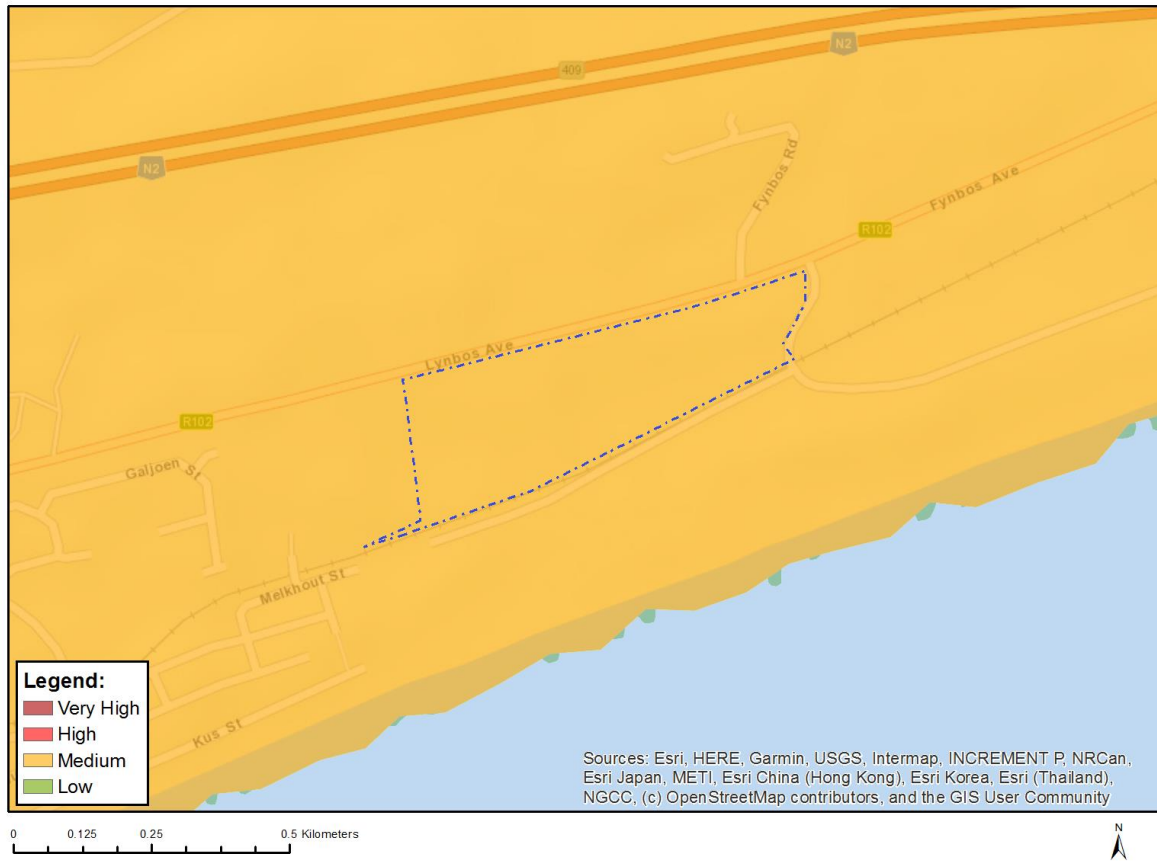 N2
409
N2
Fynbos Rd
Fynbos Ave
R102
Lynbos Ave
R102
Galjoen St
Melkhout St
Kus St
Legend:
Very High
High
Medium
Low
Sources: Esri, HERE, Garmin, USGS, Intermap, INCREMENT P, NRCan,
Esri Japan, METI, Esri China (Hong Kong), Esri Korea, Esri (Thailand),
NGCC, (c) OpenStreetMap contributors, and the GIS User Community
0 0.125 0.25 0.5 Kilometers
N